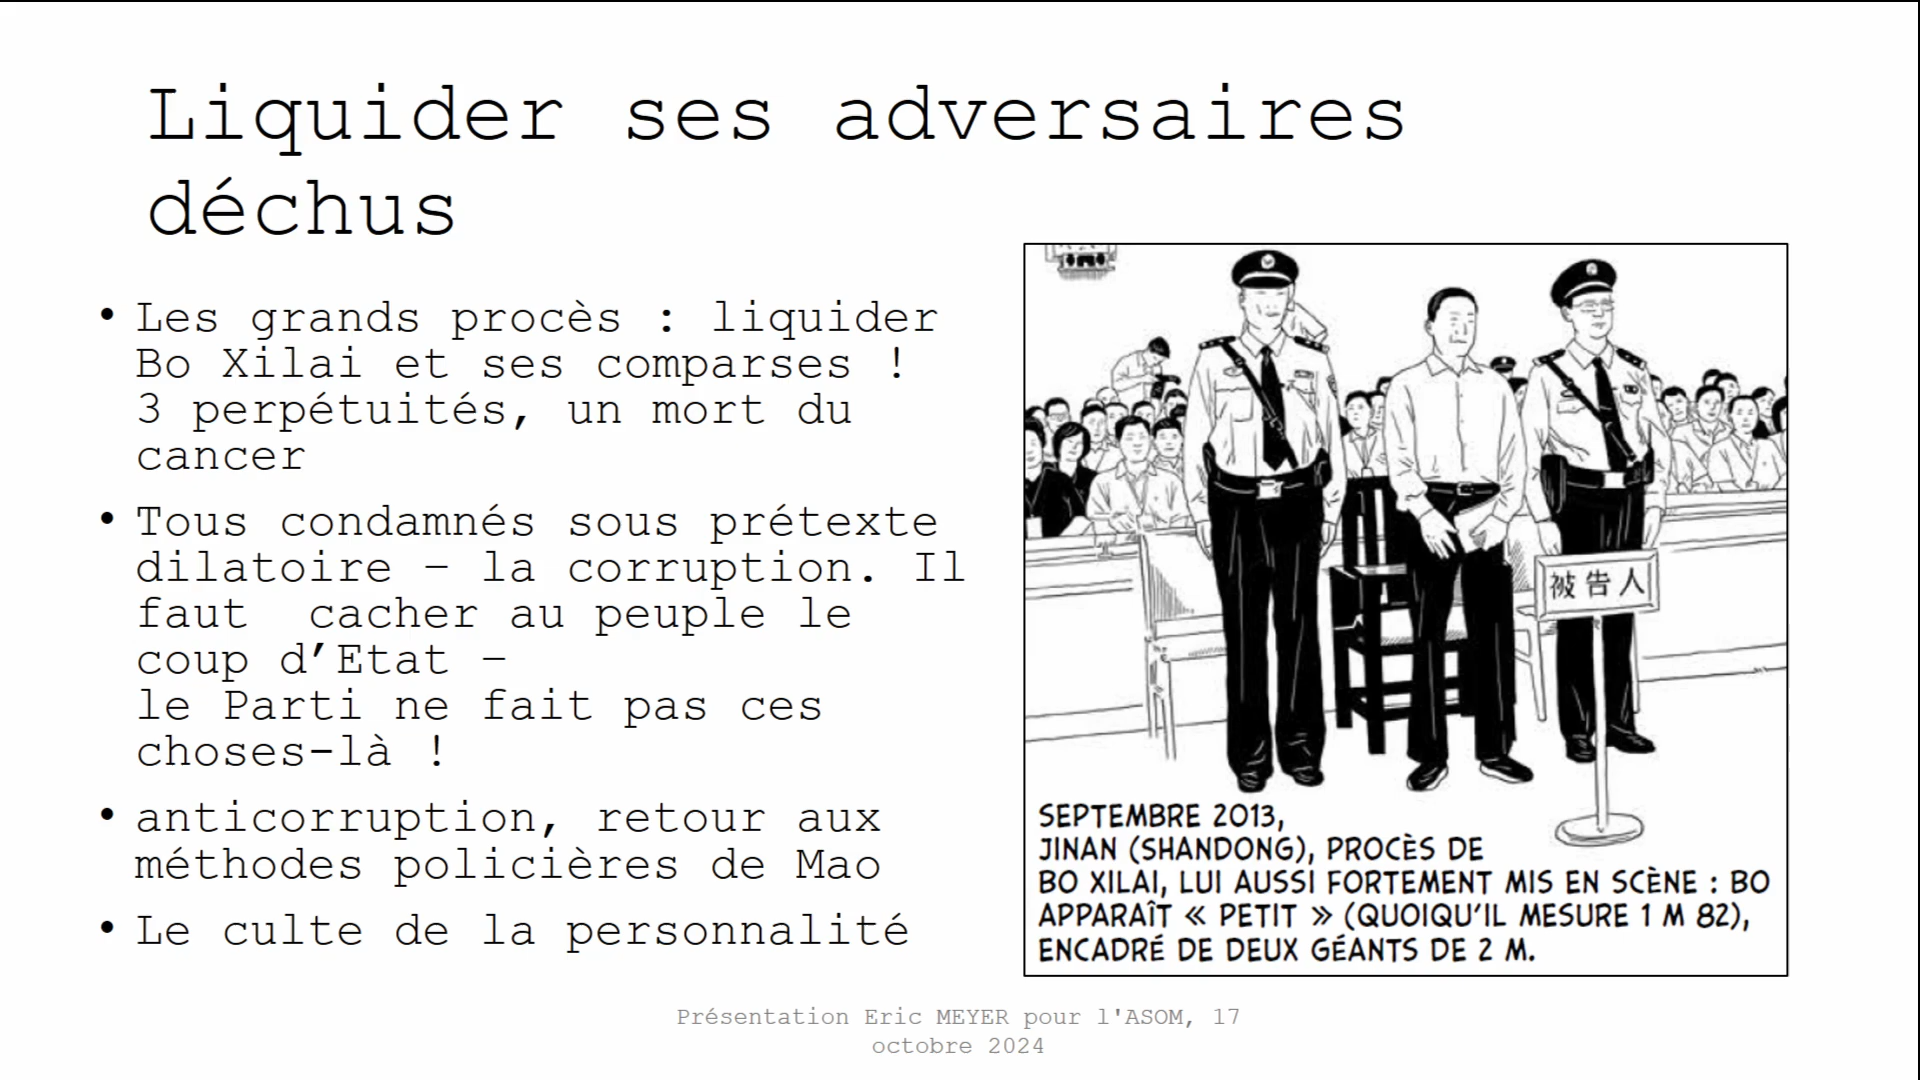 Liquider ses adversaires
déchus
• Les grands procès : liquider
Bo Xilai et ses comparses !
3 perpétuités, un mort du
cancer
• Tous condamnés sous prétexte
dilatoire – la corruption. Il
faut  cacher au peuple le
coup d’Etat –
le Parti ne fait pas ces
choses-là !
• anticorruption, retour aux
méthodes policières de Mao
• Le culte de la personnalité
被告人
SEPTEMBRE 2013,
JINAN (SHANDONG), PROCÈS DE
BO XILAI, LUI AUSSI FORTEMENT MIS EN SCÈNE : BO
APPARAÎT « PETIT » (QUOIQU'IL MESURE 1 M 82),
ENCADRÉ DE DEUX GÉANTS DE 2 M.
Présentation Eric MEYER pour l'ASOM, 17
octobre 2024